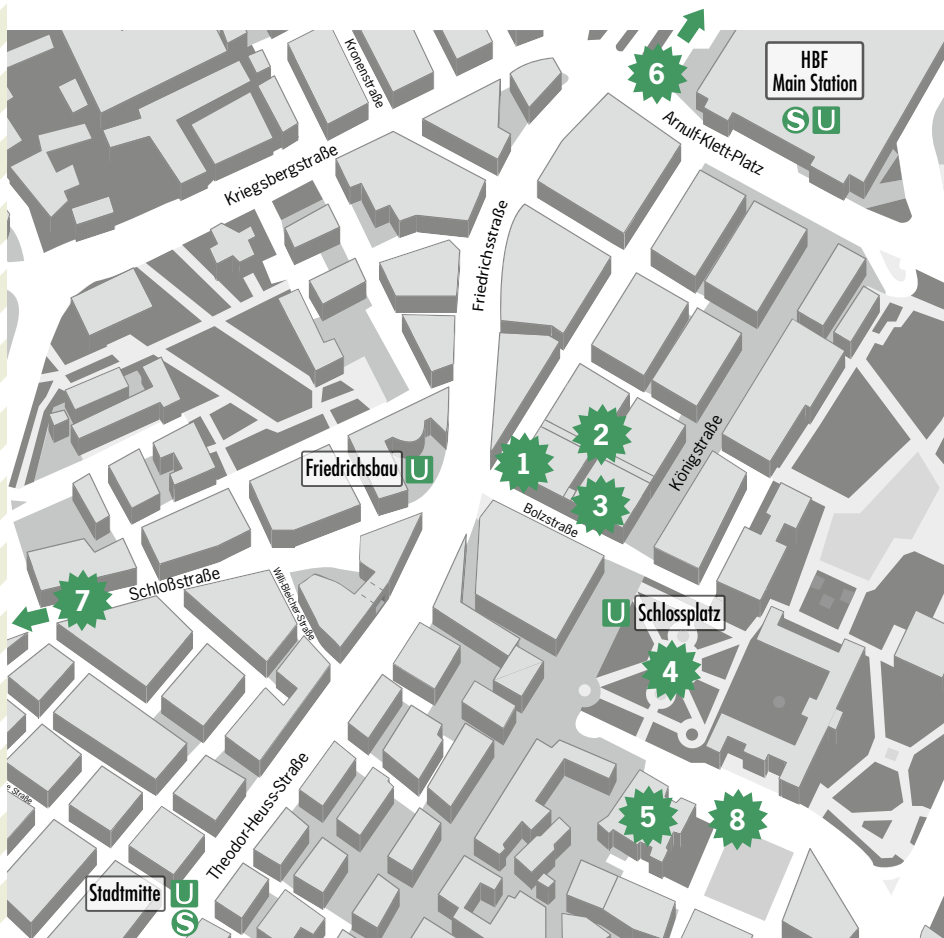 HBF
Main Station
S U
6
Arnulf-Klett-Platz
Kronenstraße
Kriegsbergstraße
Friedrichsstraße
Königstraße
2
1
3
Friedrichsbau U
Bolzstraße
Schloßstraße
Willi-Bleicher-Straße
7
U Schlossplatz
4
Theodor-Heuss-Straße
5
8
Stadtmitte U
S